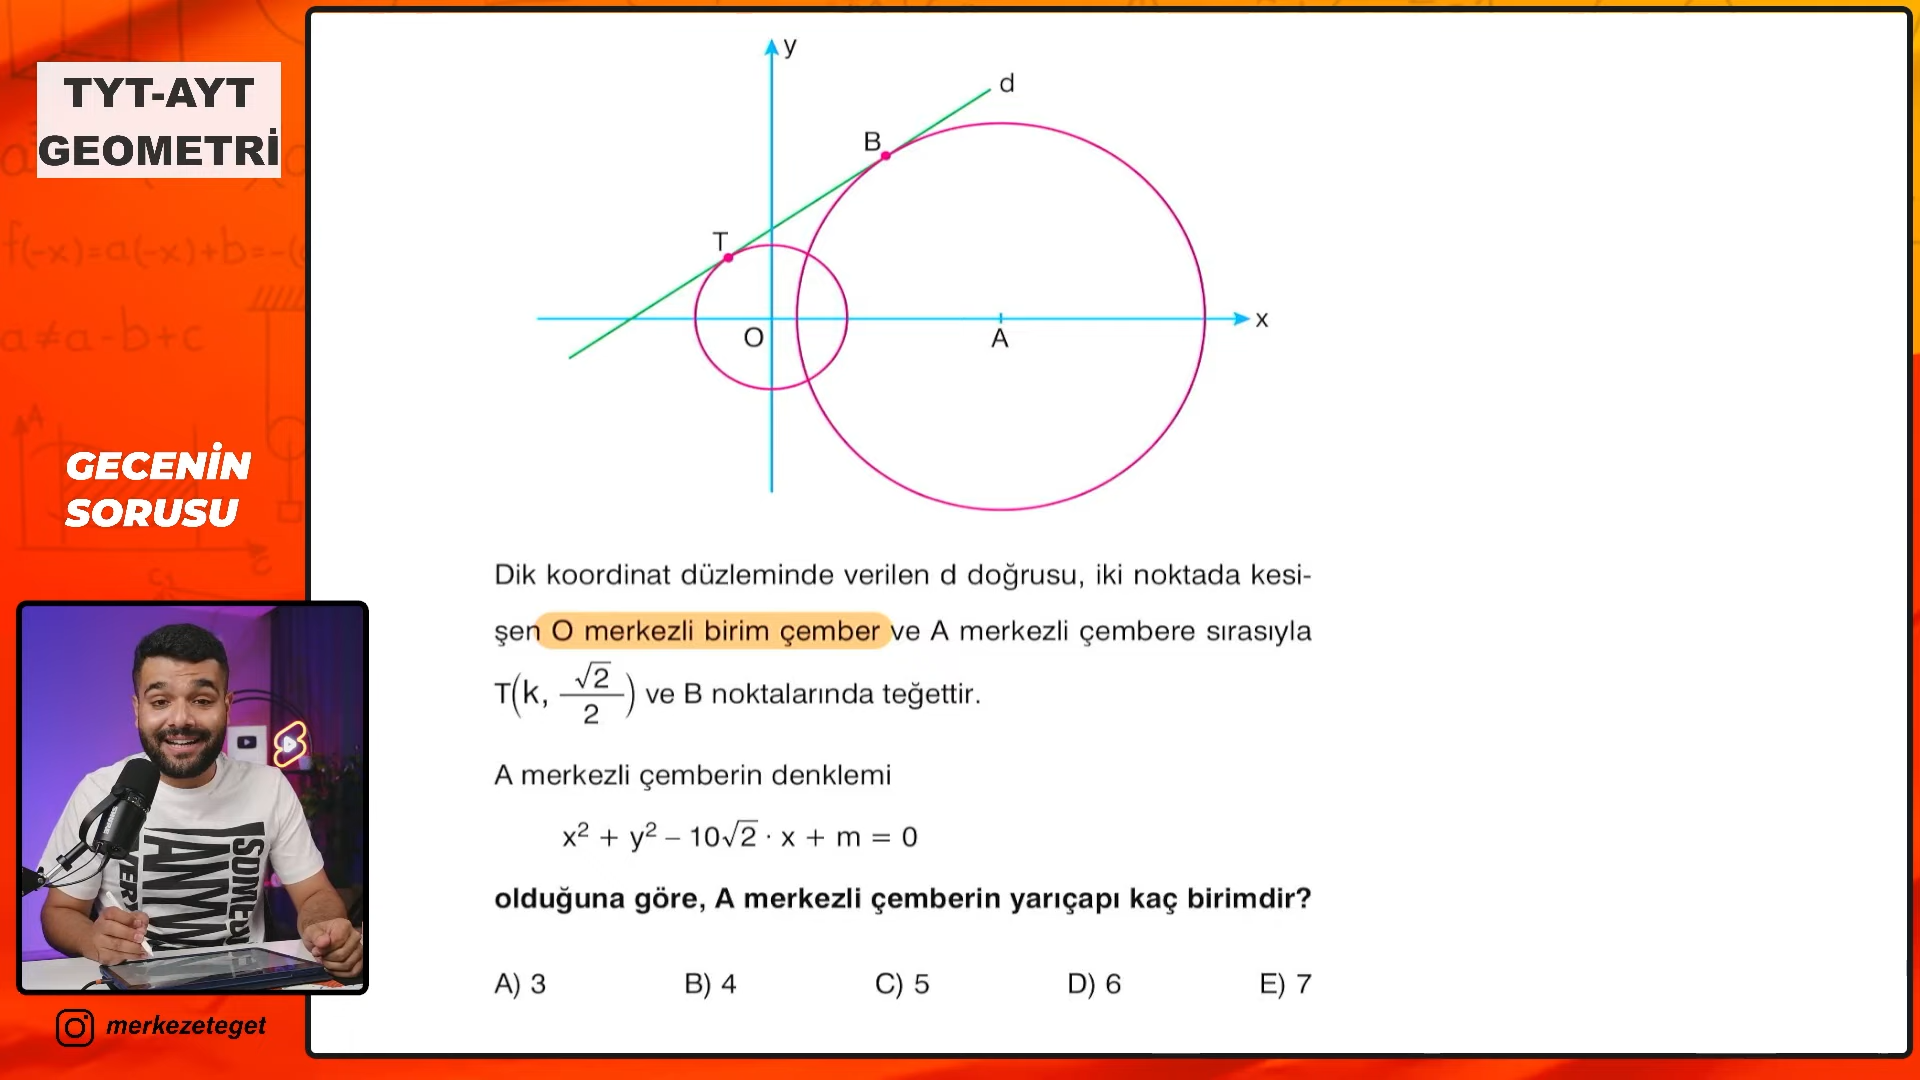 TYT-AYT
GEOMETRİ
GECENİN
SORUSU
merkezeteget
y
d
B
T
O
A
x
Dik koordinat düzleminde verilen d doğrusu, iki noktada kesi-
şen O merkezli birim çember ve A merkezli çembere sırasıyla
T(k, √2/2) ve B noktalarında teğettir.
A merkezli çemberin denklemi
x² + y² – 10√2 · x + m = 0
olduğuna göre, A merkezli çemberin yarıçapı kaç birimdir?
A) 3 B) 4 C) 5 D) 6 E) 7